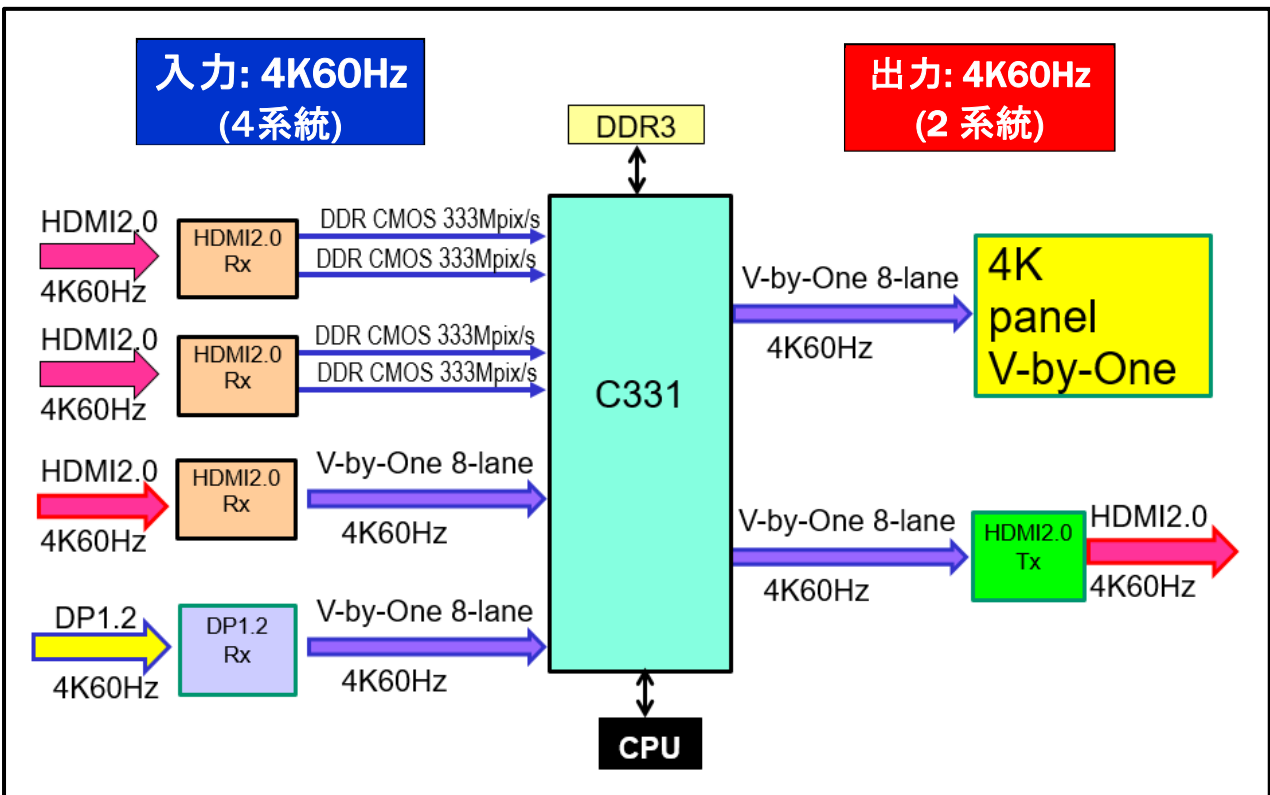 入力: 4K60Hz
(4系統)
出力: 4K60Hz
(2 系統)
DDR3
HDMI2.0
4K60Hz
HDMI2.0
Rx
DDR CMOS 333Mpix/s
DDR CMOS 333Mpix/s
HDMI2.0
4K60Hz
HDMI2.0
Rx
DDR CMOS 333Mpix/s
DDR CMOS 333Mpix/s
HDMI2.0
4K60Hz
HDMI2.0
Rx
V-by-One 8-lane
4K60Hz
DP1.2
4K60Hz
DP1.2
Rx
V-by-One 8-lane
4K60Hz
C331
CPU
V-by-One 8-lane
4K60Hz
4K
panel
V-by-One
V-by-One 8-lane
4K60Hz
HDMI2.0
Tx
HDMI2.0
4K60Hz